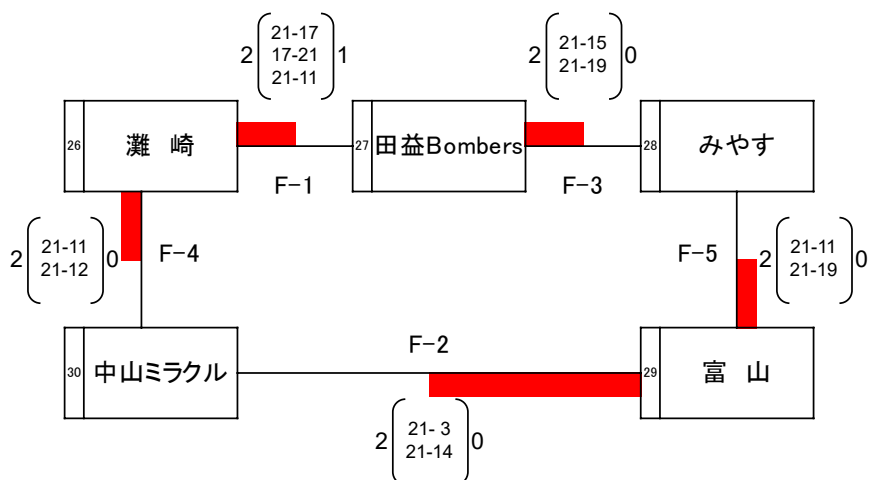 2 21-17 1
17-21
21-11
2 21-15 0
21-19
26 灘 崎
27 田益Bombers
28 みやす
F-1
F-3
2 21-11 0
21-12
F-4
F-5
2 21-11 0
21-19
30 中山ミラクル
F-2
29 富 山
2 21- 3 0
21-14